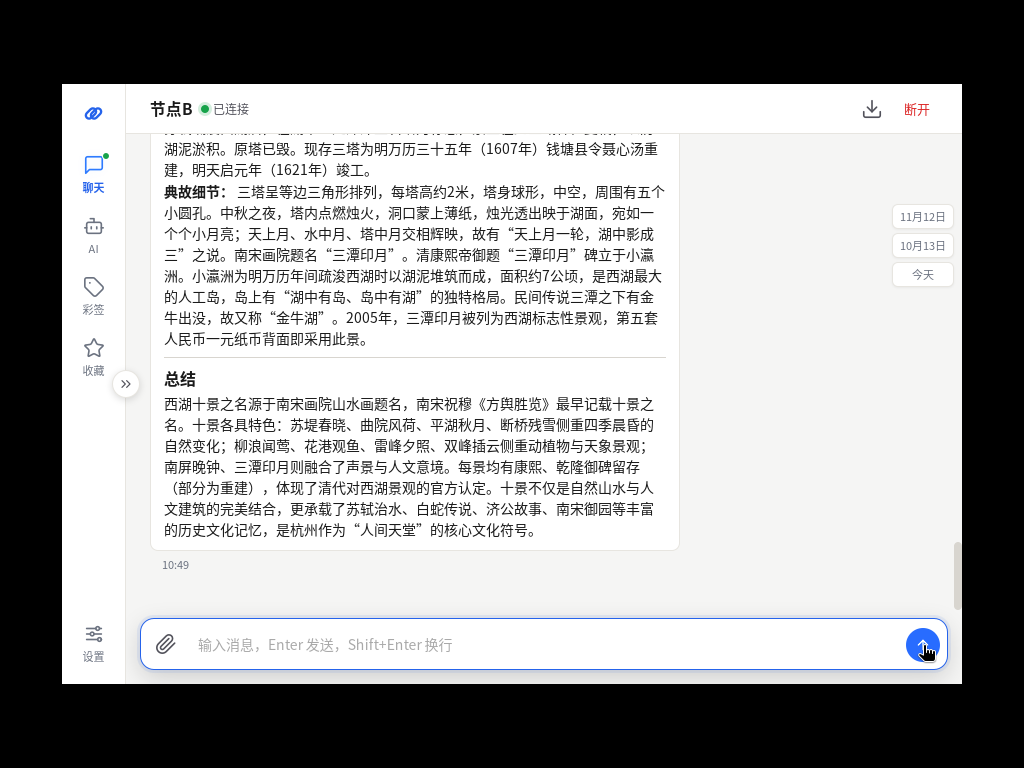 节点B
已连接
断开
聊天
AI
彩签
收藏
设置
湖泥淤积。原塔已毁。现存三塔为明万历三十五年（1607年）钱塘县令聂心汤重
建，明天启元年（1621年）竣工。
典故细节： 三塔呈等边三角形排列，每塔高约2米，塔身球形，中空，周围有五个
小圆孔。中秋之夜，塔内点燃烛火，洞口蒙上薄纸，烛光透出映于湖面，宛如一
个个小月亮；天上月、水中月、塔中月交相辉映，故有“天上月一轮，湖中影成
三”之说。南宋画院题名“三潭印月”。清康熙帝御题“三潭印月”碑立于小瀛
洲。小瀛洲为明万历年间疏浚西湖时以湖泥堆筑而成，面积约7公顷，是西湖最大
的人工岛，岛上有“湖中有岛、岛中有湖”的独特格局。民间传说三潭之下有金
牛出没，故又称“金牛湖”。2005年，三潭印月被列为西湖标志性景观，第五套
人民币一元纸币背面即采用此景。
总结
西湖十景之名源于南宋画院山水画题名，南宋祝穆《方舆胜览》最早记载十景之
名。十景各具特色：苏堤春晓、曲院风荷、平湖秋月、断桥残雪侧重四季晨昏的
自然变化；柳浪闻莺、花港观鱼、雷峰夕照、双峰插云侧重动植物与天象景观；
南屏晚钟、三潭印月则融合了声景与人文意境。每景均有康熙、乾隆御碑留存
（部分为重建），体现了清代对西湖景观的官方认定。十景不仅是自然山水与人
文建筑的完美结合，更承载了苏轼治水、白蛇传说、济公故事、南宋御园等丰富
的历史文化记忆，是杭州作为“人间天堂”的核心文化符号。
10:49
11月12日
10月13日
今天
输入消息，Enter 发送，Shift+Enter 换行